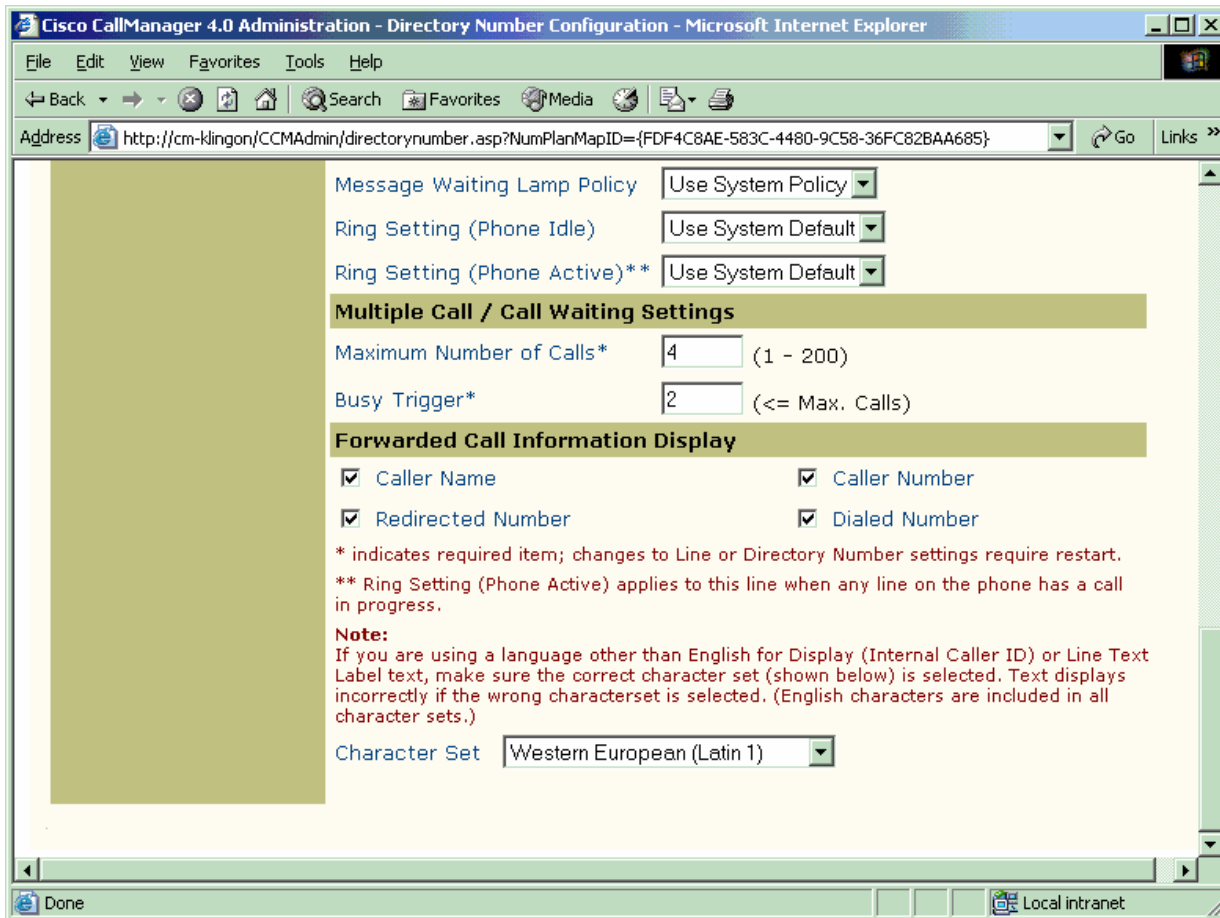 Cisco CallManager 4.0 Administration - Directory Number Configuration - Microsoft Internet Explorer
File Edit View Favorites Tools Help
Back Search Favorites Media
Address http://cm-klingon/CCMAdmin/directorynumber.asp?NumPlanMapID={FDF4C8AE-583C-4480-9C58-36FC82BAA685} Go Links »
Message Waiting Lamp Policy Use System Policy
Ring Setting (Phone Idle) Use System Default
Ring Setting (Phone Active)** Use System Default
Multiple Call / Call Waiting Settings
Maximum Number of Calls* 4 (1 - 200)
Busy Trigger* 2 (<= Max. Calls)
Forwarded Call Information Display
Caller Name Caller Number
Redirected Number Dialed Number
* indicates required item; changes to Line or Directory Number settings require restart.
** Ring Setting (Phone Active) applies to this line when any line on the phone has a call
in progress.
Note:
If you are using a language other than English for Display (Internal Caller ID) or Line Text
Label text, make sure the correct character set (shown below) is selected. Text displays
incorrectly if the wrong characterset is selected. (English characters are included in all
character sets.)
Character Set Western European (Latin 1)
Done Local intranet